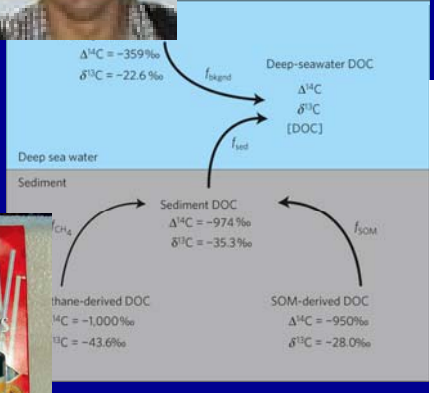 Δ¹⁴C = −359‰
δ¹³C = −22.6 ‰
f_bkgnd
Deep-seawater DOC
Δ¹⁴C
δ¹³C
[DOC]
f_sed
Deep sea water
Sediment
Sediment DOC
Δ¹⁴C = −974‰
δ¹³C = −35.3‰
f_CH₄
f_SOM
thane-derived DOC
¹⁴C = −1,000‰
¹³C = −43.6‰
SOM-derived DOC
Δ¹⁴C = −950‰
δ¹³C = −28.0‰